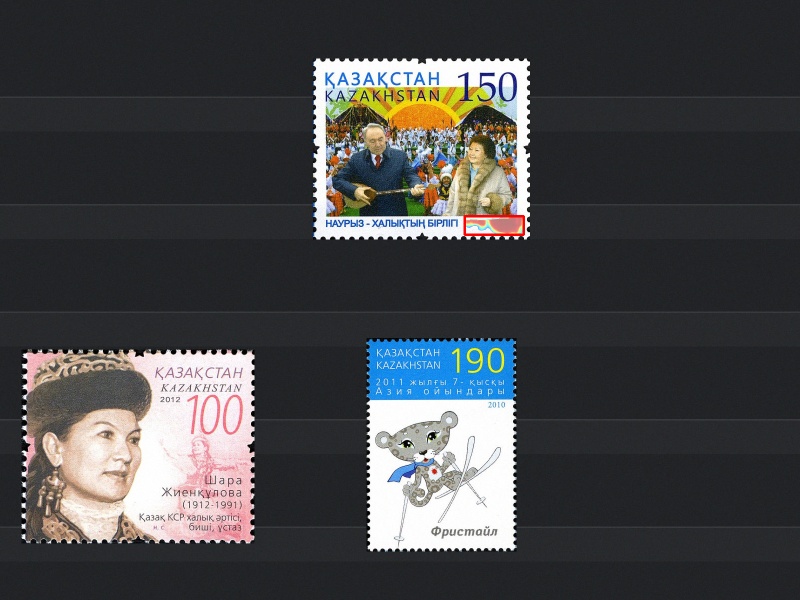 ҚАЗАҚСТАН
KAZAKHSTAN 150
НАУРЫЗ - ХАЛЫҚТЫҢ БІРЛІГІ
ҚАЗАҚСТАН
KAZAKHSTAN
2012 100
Шара
Жиенқұлова
(1912-1991)
Қазақ КСР халық әртісі,
биші, ұстаз
ҚАЗАҚСТАН
KAZAKHSTAN 190
2011 жылғы 7- қысқы
Азия ойындары
2010
Фристайл